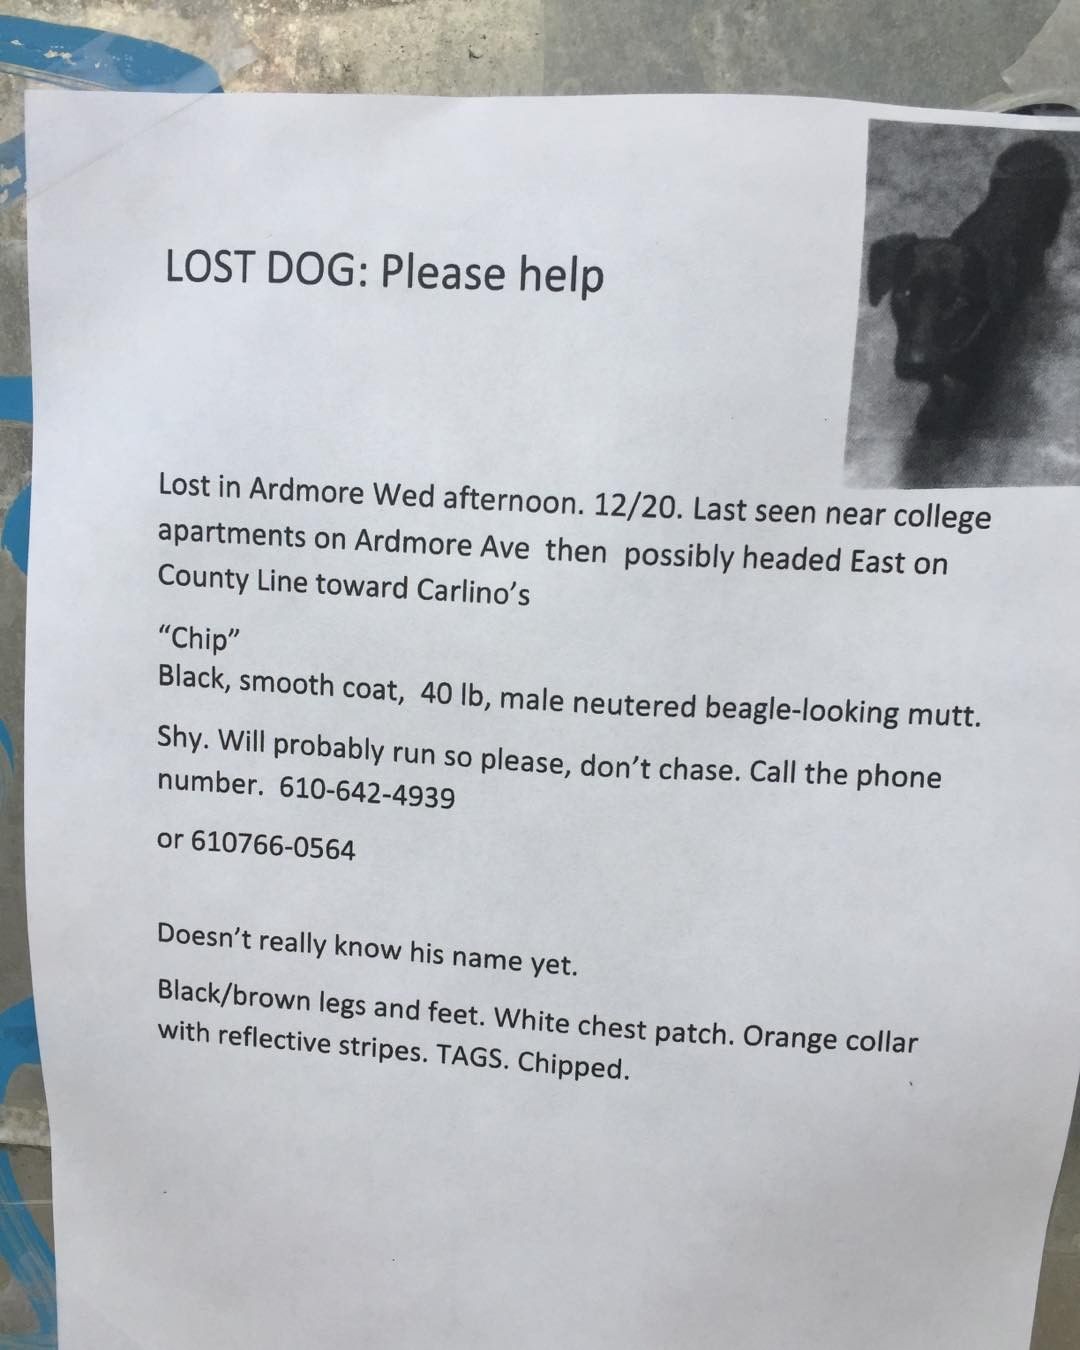 LOST DOG: Please help
Lost in Ardmore Wed afternoon. 12/20. Last seen near college
apartments on Ardmore Ave then possibly headed East on
County Line toward Carlino’s
“Chip”
Black, smooth coat, 40 lb, male neutered beagle-looking mutt.
Shy. Will probably run so please, don’t chase. Call the phone
number. 610-642-4939
or 610766-0564
Doesn’t really know his name yet.
Black/brown legs and feet. White chest patch. Orange collar
with reflective stripes. TAGS. Chipped.